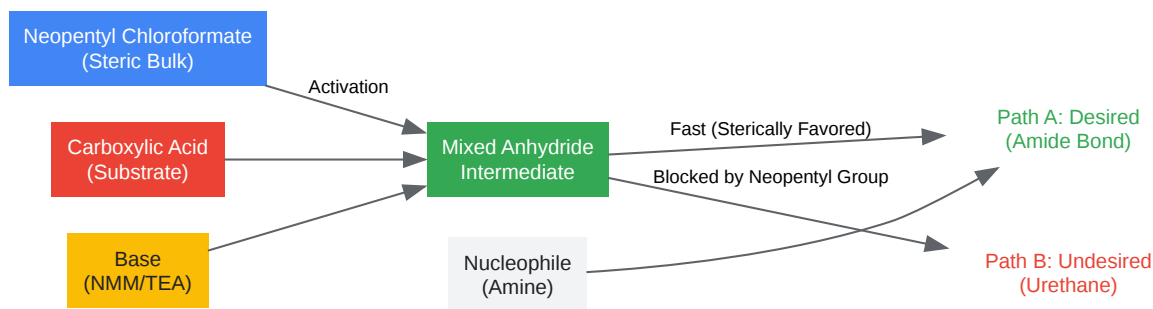 Neopentyl Chloroformate
(Steric Bulk)
Activation
Carboxylic Acid
(Substrate)
Mixed Anhydride
Intermediate
Fast (Sterically Favored)
Blocked by Neopentyl Group
Path A: Desired
(Amide Bond)
Base
(NMM/TEA)
Nucleophile
(Amine)
Path B: Undesired
(Urethane)